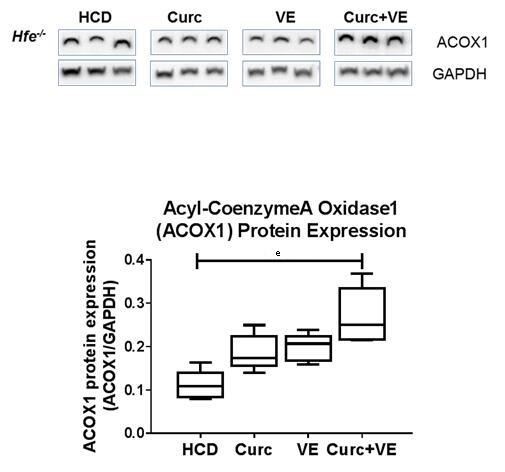 HCD Curc VE Curc+VE
Hfe-/- ACOX1
GAPDH
Acyl-CoenzymeA Oxidase1
(ACOX1) Protein Expression
e
ACOX1 protein expression
(ACOX1/GAPDH)
0.4
0.3
0.2
0.1
0.0
HCD Curc VE Curc+VE